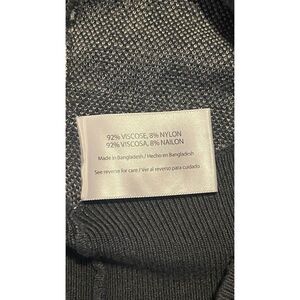 92% VISCOSE, 8% NYLON
92% VISCOSA, 8% NAILON
Made in Bangladesh / Hecho en Bangladesh
See reverse for care / Ver al reverso para cuidado